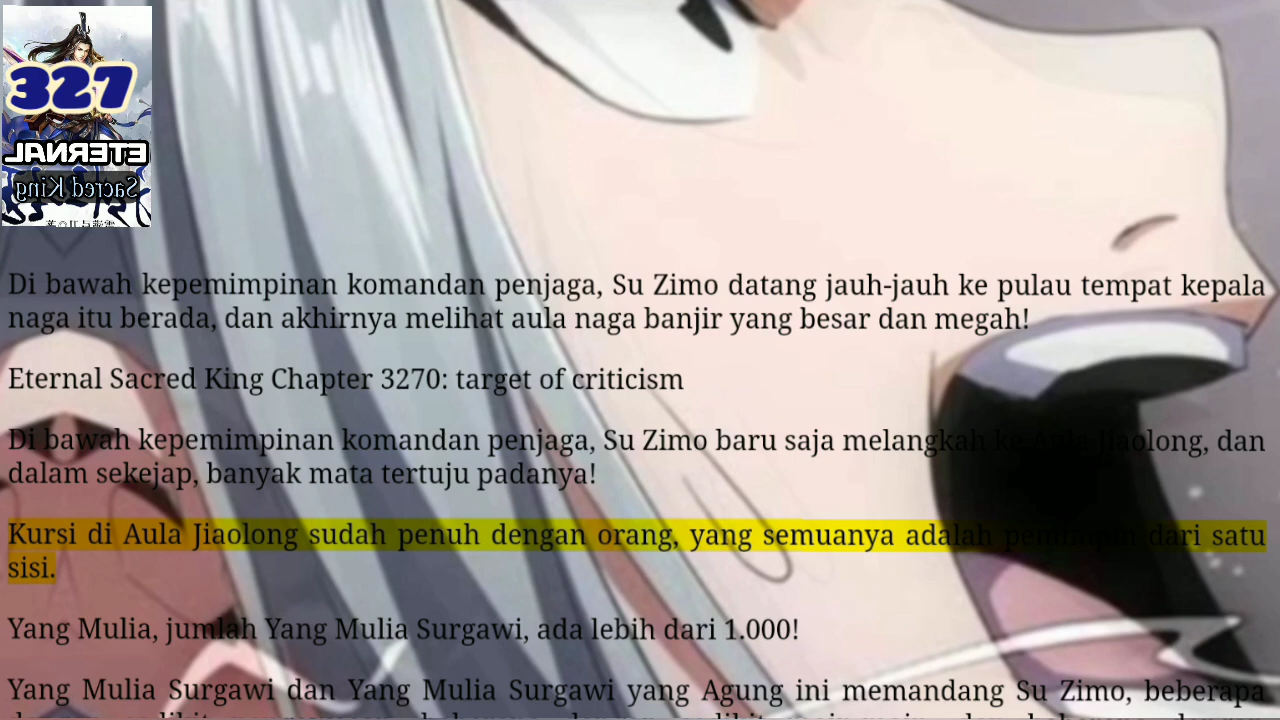 327
ETERNAL
Sacred King
Di bawah kepemimpinan komandan penjaga, Su Zimo datang jauh-jauh ke pulau tempat kepala
naga itu berada, dan akhirnya melihat aula naga banjir yang besar dan megah!
Eternal Sacred King Chapter 3270: target of criticism
Di bawah kepemimpinan komandan penjaga, Su Zimo baru saja melangkah ke Aula Jiaolong, dan
dalam sekejap, banyak mata tertuju padanya!
Kursi di Aula Jiaolong sudah penuh dengan orang, yang semuanya adalah pemimpin dari satu
sisi.
Yang Mulia, jumlah Yang Mulia Surgawi, ada lebih dari 1.000!
Yang Mulia Surgawi dan Yang Mulia Surgawi yang Agung ini memandang Su Zimo, beberapa